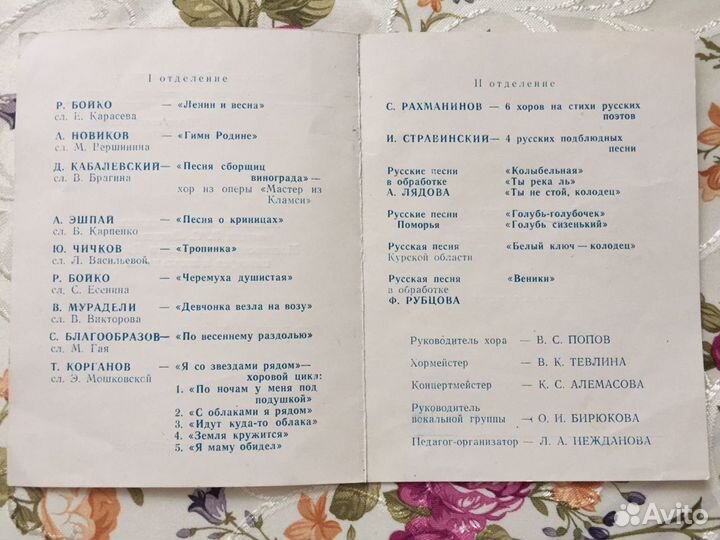 I отделение
Р. БОЙКО — «Ленин и весна»
сл. Е. Карасева
А. НОВИКОВ — «Гимн Родине»
сл. М. Вершинина
Д. КАБАЛЕВСКИЙ— «Песня сборщиц
сл. В. Брагина винограда»—
хор из оперы «Мастер из
Кламси»
А. ЭШПАЙ — «Песня о криницах»
сл. В. Карпенко
Ю. ЧИЧКОВ — «Тропинка»
сл. Л. Васильевой,
Р. БОЙКО — «Черемуха душистая»
сл. С. Есенина
В. МУРАДЕЛИ — «Девчонка везла на возу»
сл. В. Викторова
С. БЛАГООБРАЗОВ— «По весеннему раздолью»
сл. М. Гая
Т. КОРГАНОВ — «Я со звездами рядом»—
сл. Э. Мошковской хоровой цикл:
1. «По ночам у меня под
подушкой»
2. «С облаками я рядом»
3. «Идут куда-то облака»
4. «Земля кружится»
5. «Я маму обидел»
II отделение
С. РАХМАНИНОВ — 6 хоров на стихи русских
поэтов
И. СТРАВИНСКИЙ— 4 русских подблюдных
песни
Русские песни «Колыбельная»
в обработке «Ты река ль»
А. ЛЯДОВА «Ты не стой, колодец»
Русские песни «Голубь-голубочек»
Поморья «Голубь сизенький»
Русская песня «Белый ключ—колодец»
Курской области
Русская песня «Веники»
в обработке
Ф. РУБЦОВА
Руководитель хора — В. С. ПОПОВ
Хормейстер — В. К. ТЕВЛИНА
Концертмейстер — К. С. АЛЕМАСОВА
Руководитель
вокальной группы — О. И. БИРЮКОВА
Педагог-организатор — Л. А. НЕЖДАНОВА
Avito